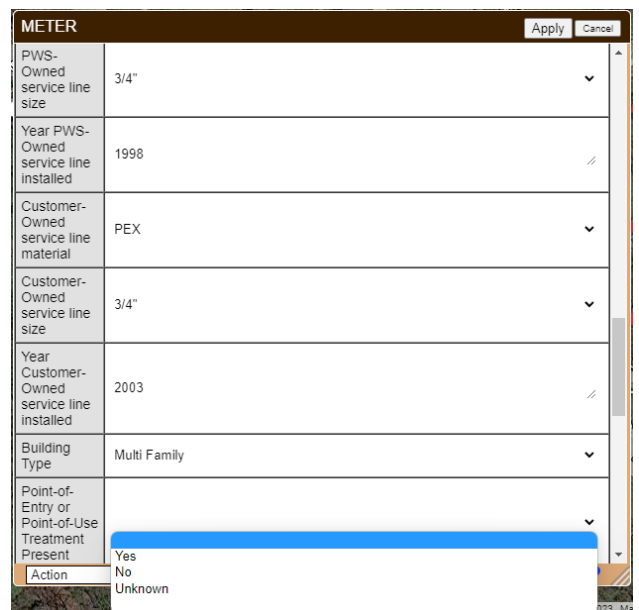 METER
Apply
Cancel
PWS-
Owned
service line
size
3/4"
Year PWS-
Owned
service line
installed
1998
Customer-
Owned
service line
material
PEX
Customer-
Owned
service line
size
3/4"
Year
Customer-
Owned
service line
installed
2003
Building
Type
Multi Family
Point-of-
Entry or
Point-of-Use
Treatment
Present
Yes
No
Unknown
Action